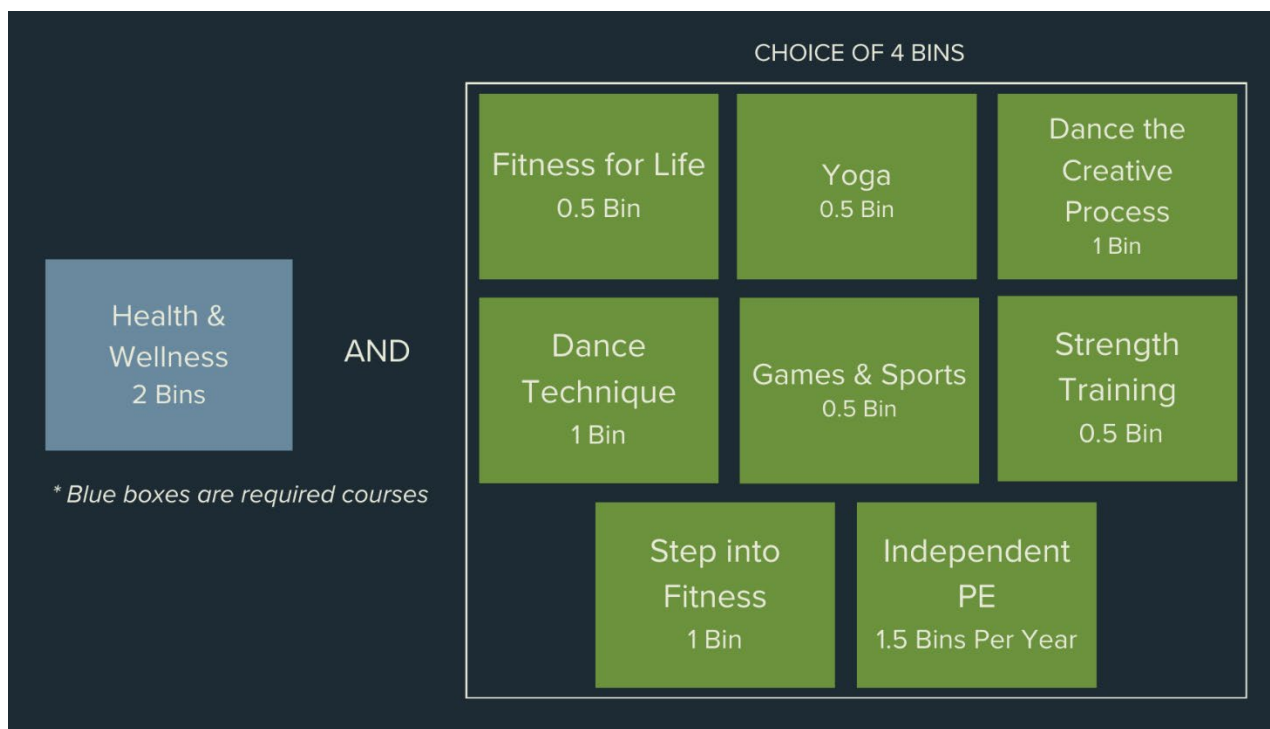 CHOICE OF 4 BINS
Fitness for Life
0.5 Bin
Yoga
0.5 Bin
Dance the
Creative
Process
1 Bin
Health &
Wellness
2 Bins
AND
Dance
Technique
1 Bin
Games & Sports
0.5 Bin
Strength
Training
0.5 Bin
* Blue boxes are required courses
Step into
Fitness
1 Bin
Independent
PE
1.5 Bins Per Year